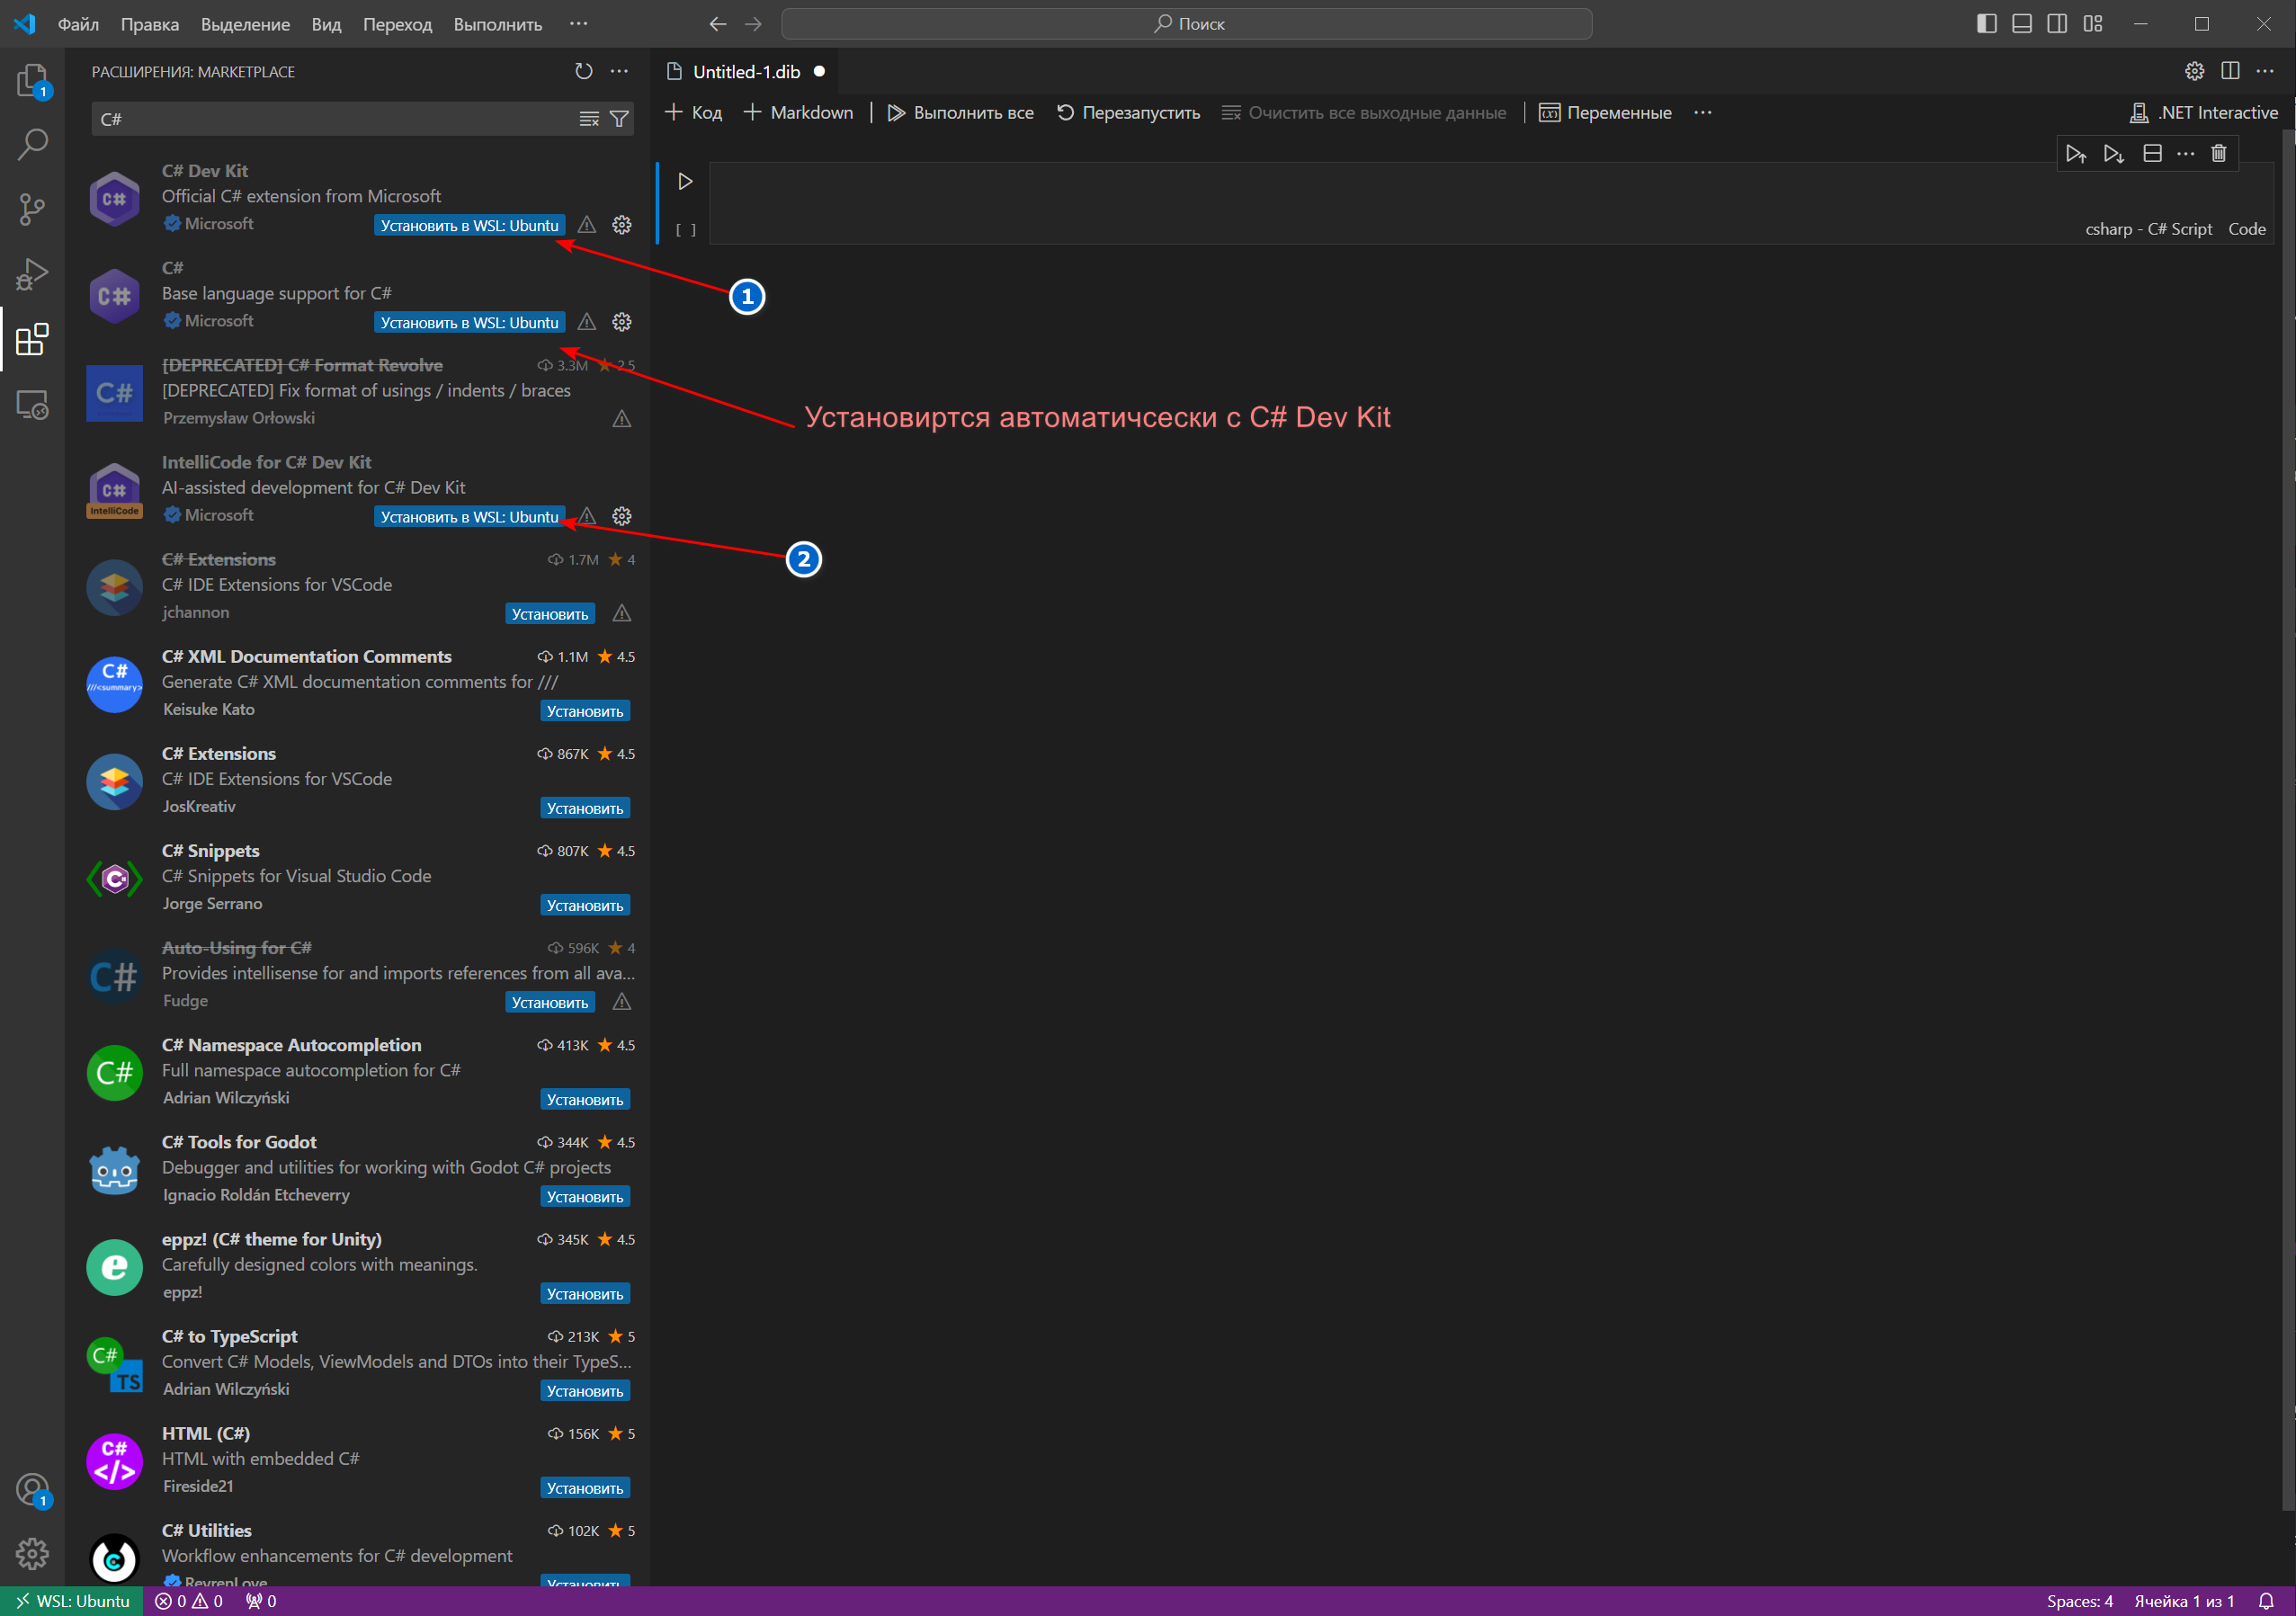 Файл Правка Выделение Вид Переход Выполнить ···
Поиск
1
РАСШИРЕНИЯ: MARKETPLACE
C#
C# Dev Kit
Official C# extension from Microsoft
Microsoft Установить в WSL: Ubuntu
C#
Base language support for C#
Microsoft Установить в WSL: Ubuntu
[DEPRECATED] C# Format Revolve 3.3M 2.5
[DEPRECATED] Fix format of usings / indents / braces
Przemysław Orłowski
IntelliCode for C# Dev Kit
AI-assisted development for C# Dev Kit
IntelliCode
Microsoft Установить в WSL: Ubuntu
C# Extensions 1.7M 4
C# IDE Extensions for VSCode
jchannon Установить
C# XML Documentation Comments 1.1M 4.5
C#
///<summary>
Generate C# XML documentation comments for ///
Keisuke Kato Установить
C# Extensions 867K 4.5
C# IDE Extensions for VSCode
JosKreativ Установить
C# Snippets 807K 4.5
C# Snippets for Visual Studio Code
Jorge Serrano Установить
Auto-Using for C# 596K 4
C#
Provides intellisense for and imports references from all ava...
Fudge Установить
C# Namespace Autocompletion 413K 4.5
C#
Full namespace autocompletion for C#
Adrian Wilczyński Установить
C# Tools for Godot 344K 4.5
Debugger and utilities for working with Godot C# projects
Ignacio Roldán Etcheverry Установить
eppz! (C# theme for Unity) 345K 4.5
e
Carefully designed colors with meanings.
eppz! Установить
C# to TypeScript 213K 5
C#
TS
Convert C# Models, ViewModels and DTOs into their TypeS...
Adrian Wilczyński Установить
HTML (C#) 156K 5
C#
</>
HTML with embedded C#
Fireside21 Установить
C# Utilities 102K 5
Workflow enhancements for C# development
RevrenLove Установить
1
Untitled-1.dib
+ Код + Markdown Выполнить все Перезапустить Очистить все выходные данные Переменные ··· .NET Interactive
[ ] csharp - C# Script Code
1
Установиртся автоматичсески с C# Dev Kit
2
WSL: Ubuntu 0 0 0 Spaces: 4 Ячейка 1 из 1